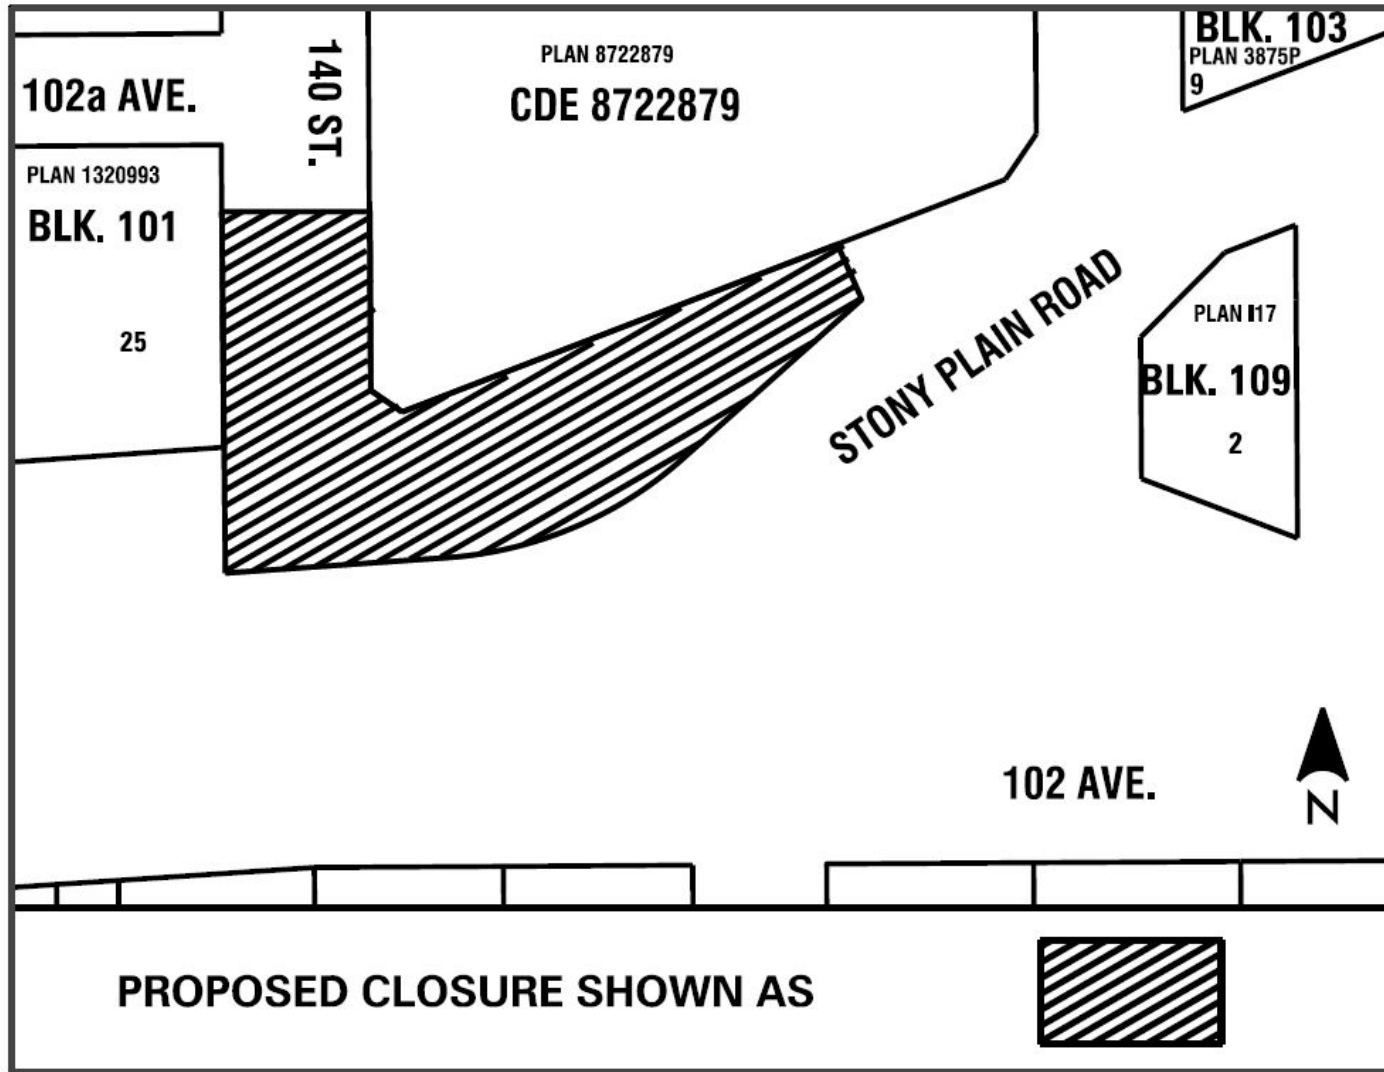 BLK. 103
PLAN 3875P
9
PLAN 8722879
CDE 8722879
102a AVE.
140 ST.
PLAN 1320993
BLK. 101
25
STONY PLAIN ROAD
PLAN I17
BLK. 109
2
102 AVE.
N
PROPOSED CLOSURE SHOWN AS